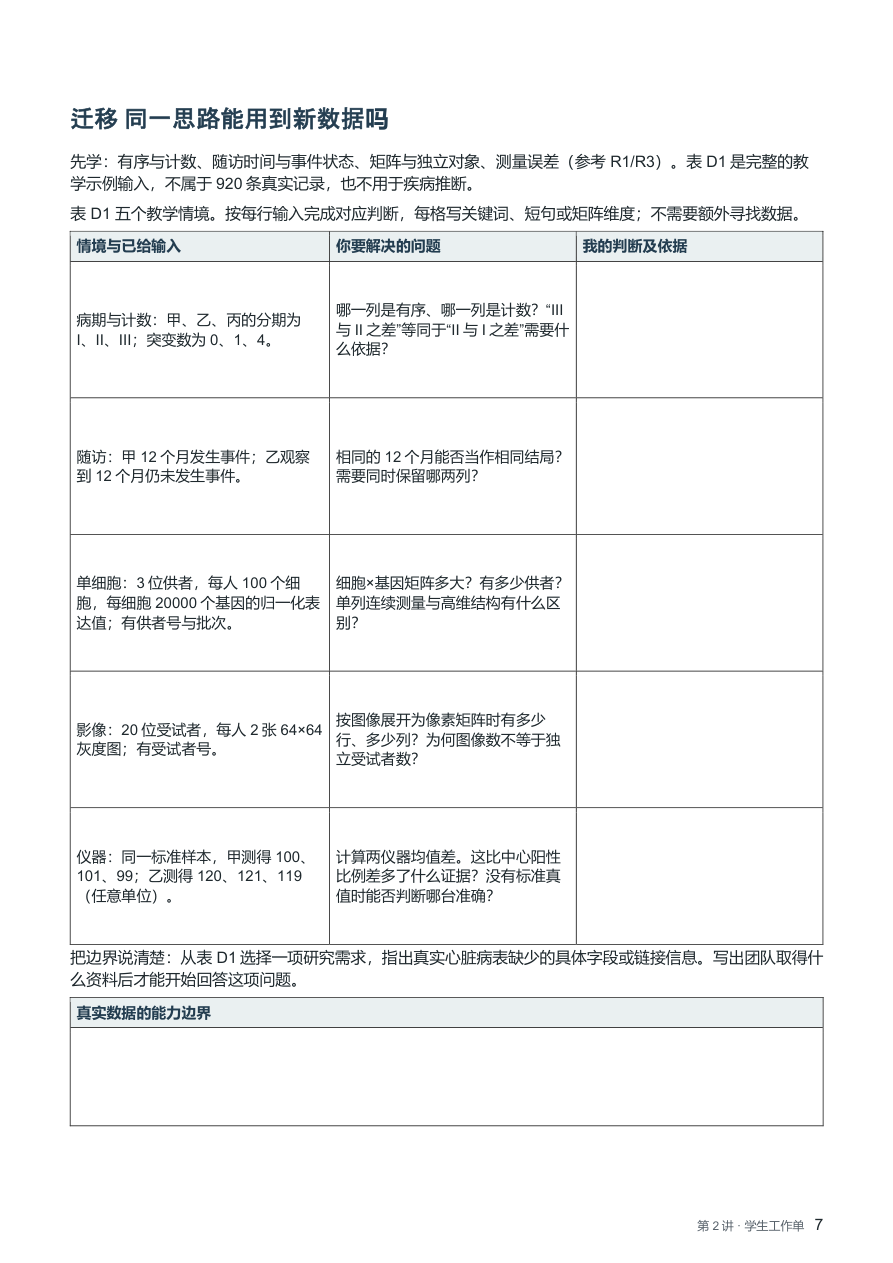 迁移 同一思路能用到新数据吗
先学：有序与计数、随访时间与事件状态、矩阵与独立对象、测量误差（参考 R1/R3）。表 D1 是完整的教
学示例输入，不属于 920 条真实记录，也不用于疾病推断。
表 D1 五个教学情境。按每行输入完成对应判断，每格写关键词、短句或矩阵维度；不需要额外寻找数据。
情境与已给输入
你要解决的问题
我的判断及依据
病期与计数：甲、乙、丙的分期为
I、II、III；突变数为 0、1、4。
哪一列是有序、哪一列是计数？“III
与 II 之差”等同于“II 与 I 之差”需要什
么依据？
随访：甲 12 个月发生事件；乙观察
到 12 个月仍未发生事件。
相同的 12 个月能否当作相同结局？
需要同时保留哪两列？
单细胞：3 位供者，每人 100 个细
胞，每细胞 20000 个基因的归一化表
达值；有供者号与批次。
细胞×基因矩阵多大？有多少供者？
单列连续测量与高维结构有什么区
别？
影像：20 位受试者，每人 2 张 64×64
灰度图；有受试者号。
按图像展开为像素矩阵时有多少
行、多少列？为何图像数不等于独
立受试者数？
仪器：同一标准样本，甲测得 100、
101、99；乙测得 120、121、119
（任意单位）。
计算两仪器均值差。这比中心阳性
比例差多了什么证据？没有标准真
值时能否判断哪台准确？
把边界说清楚：从表 D1 选择一项研究需求，指出真实心脏病表缺少的具体字段或链接信息。写出团队取得什
么资料后才能开始回答这项问题。
真实数据的能力边界
第 2 讲 · 学生工作单 7